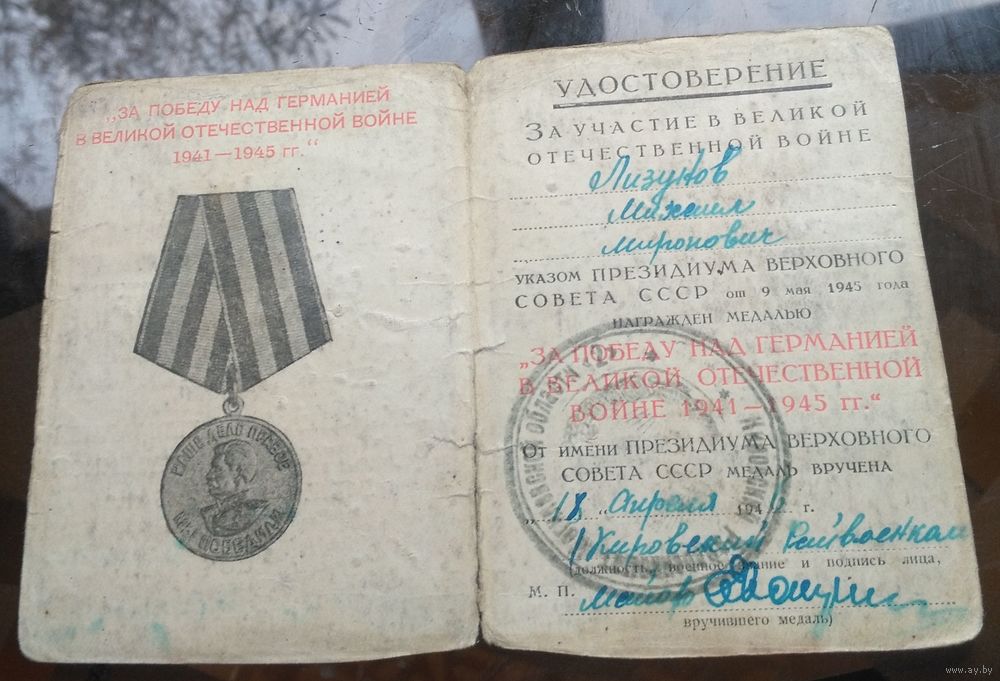 „ЗА ПОБЕДУ НАД ГЕРМАНИЕЙ
В ВЕЛИКОЙ ОТЕЧЕСТВЕННОЙ ВОЙНЕ
1941—1945 гг.“
НАШЕ ДЕЛО ПРАВОЕ
МЫ ПОБЕДИЛИ
УДОСТОВЕРЕНИЕ
ЗА УЧАСТИЕ В ВЕЛИКОЙ
ОТЕЧЕСТВЕННОЙ ВОЙНЕ
Лизунов
Михаил
Миронович
УКАЗОМ ПРЕЗИДИУМА ВЕРХОВНОГО
СОВЕТА СССР от 9 мая 1945 года
НАГРАЖДЕН МЕДАЛЬЮ
„ЗА ПОБЕДУ НАД ГЕРМАНИЕЙ
В ВЕЛИКОЙ ОТЕЧЕСТВЕННОЙ
ВОЙНЕ 1941—1945 гг.“
ОТ ИМЕНИ ПРЕЗИДИУМА ВЕРХОВНОГО
СОВЕТА СССР МЕДАЛЬ ВРУЧЕНА
„18 „ апреля 194 г.
Кировский Райвоенком
(должность, военное звание и подпись лица,
М. П. Майор
вручившего медаль)
www.ay.by